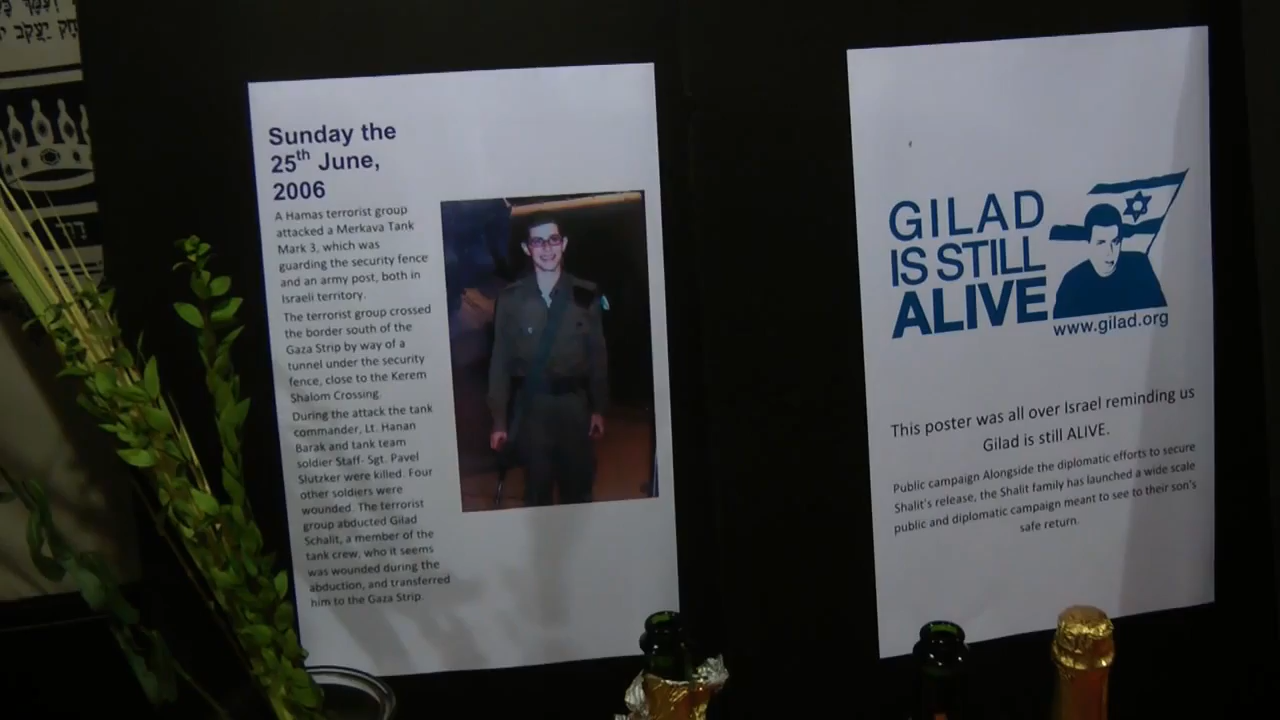 יעקב
Sunday the
25th June,
2006
A Hamas terrorist group
attacked a Merkava Tank
Mark 3, which was
guarding the security fence
and an army post, both in
Israeli territory.
The terrorist group crossed
the border south of the
Gaza Strip by way of a
tunnel under the security
fence, close to the Kerem
Shalom Crossing.
During the attack the tank
commander, Lt. Hanan
Barak and tank team
soldier Staff- Sgt. Pavel
Slutzker were killed. Four
other soldiers were
wounded. The terrorist
group abducted Gilad
Schalit, a member of the
tank crew, who it seems
was wounded during the
abduction, and transferred
him to the Gaza Strip.
GILAD
IS STILL
ALIVE
www.gilad.org
This poster was all over Israel reminding us
Gilad is still ALIVE.
Public campaign Alongside the diplomatic efforts to secure
Shalit's release, the Shalit family has launched a wide scale
public and diplomatic campaign meant to see to their son's
safe return.